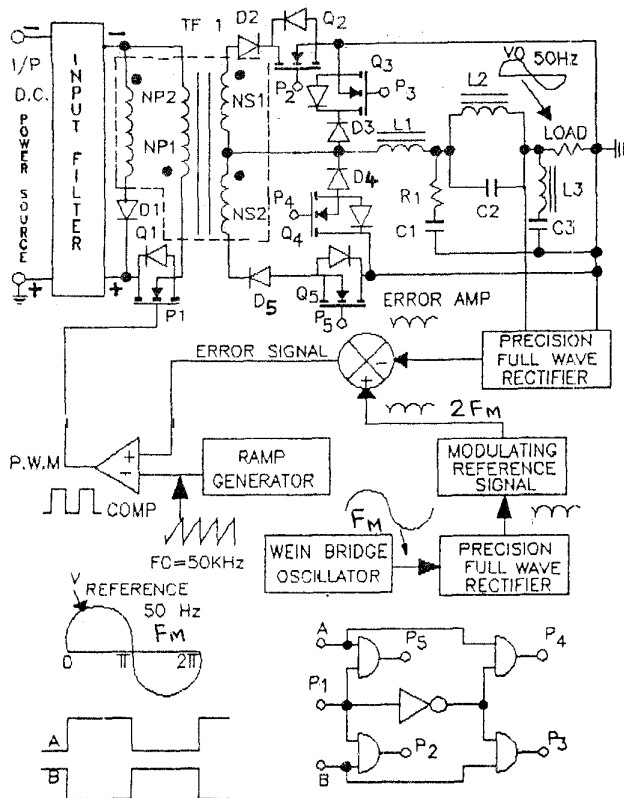 D2
Q2
TF 1
I/P
D.C.
POWER SOURCE
INPUT FILTER
NP2
NP1
NS1
NS2
P2
Q3
P3
D3
VO 50Hz
L2
L1
LOAD
D1
D4
P4
Q4
R1
C1
C2
L3
C3
Q1
P1
D5
Q5
P5
ERROR AMP
ERROR SIGNAL
PRECISION
FULL WAVE
RECTIFIER
2FM
P.W.M
COMP
RAMP
GENERATOR
MODULATING
REFERENCE
SIGNAL
FC=50KHz
FM
WEIN BRIDGE
OSCILLATOR
PRECISION
FULL WAVE
RECTIFIER
V
REFERENCE
50 Hz
FM
0
π
2π
A
B
A
P5
P4
P1
P2
P3
B